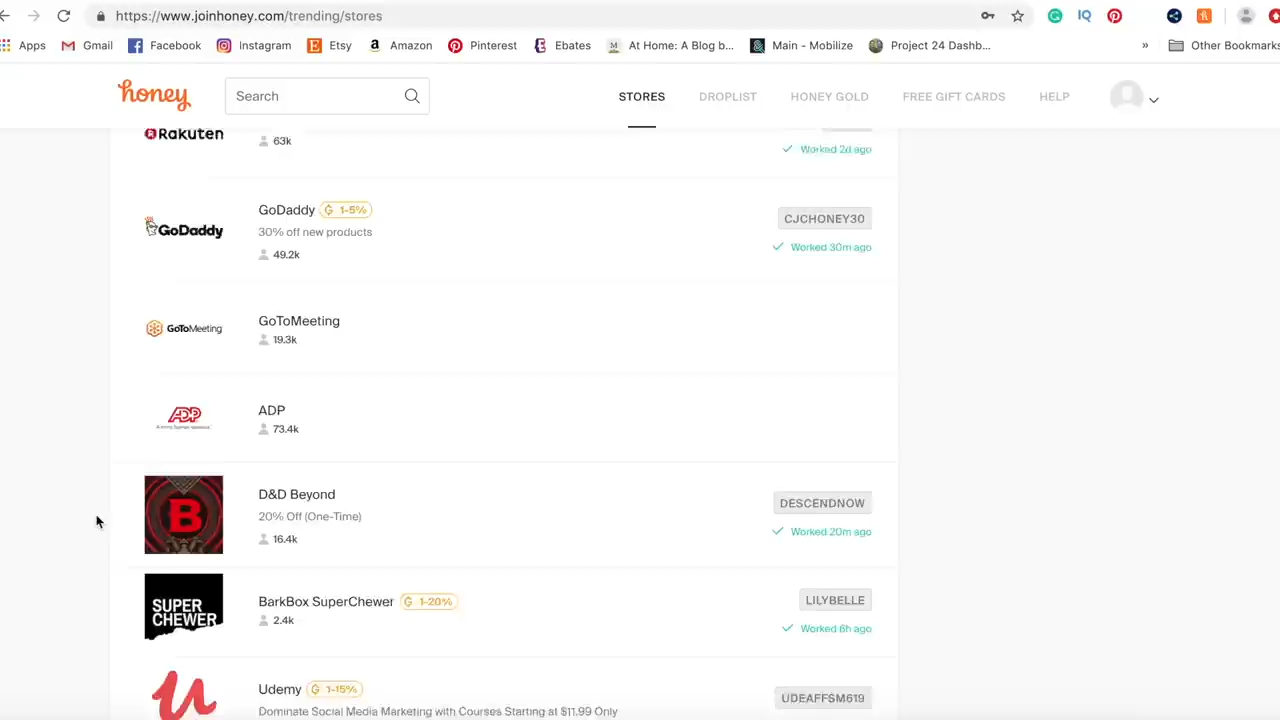 https://www.joinhoney.com/trending/stores
Apps Gmail Facebook Instagram Etsy Amazon Pinterest Ebates At Home: A Blog b... Main - Mobilize Project 24 Dashb... » Other Bookmarks
honey Search STORES DROPLIST HONEY GOLD FREE GIFT CARDS HELP
Rakuten
63k
Worked 2d ago
GoDaddy
GoDaddy 1-5%
30% off new products
49.2k
CJCHONEY30
Worked 30m ago
GoToMeeting
GoToMeeting
19.3k
ADP
ADP
73.4k
B
D&D Beyond
20% Off (One-Time)
16.4k
DESCENDNOW
Worked 20m ago
SUPER
CHEWER
BarkBox SuperChewer 1-20%
2.4k
LILYBELLE
Worked 6h ago
Udemy 1-15%
Dominate Social Media Marketing with Courses Starting at $11.99 Only
UDEAFFSM619